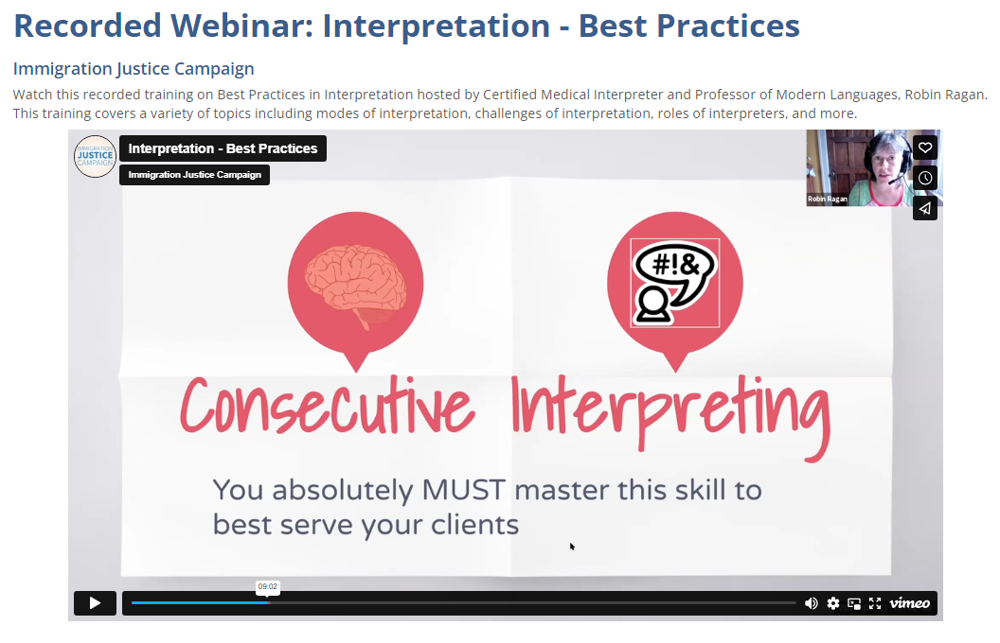 Recorded Webinar: Interpretation - Best Practices
Immigration Justice Campaign
Watch this recorded training on Best Practices in Interpretation hosted by Certified Medical Interpreter and Professor of Modern Languages, Robin Ragan.
This training covers a variety of topics including modes of interpretation, challenges of interpretation, roles of interpreters, and more.
IMMIGRATION
JUSTICE
CAMPAIGN
Interpretation - Best Practices
Immigration Justice Campaign
Robin Ragan
#!&
Consecutive Interpreting
You absolutely MUST master this skill to
best serve your clients
09:02
vimeo